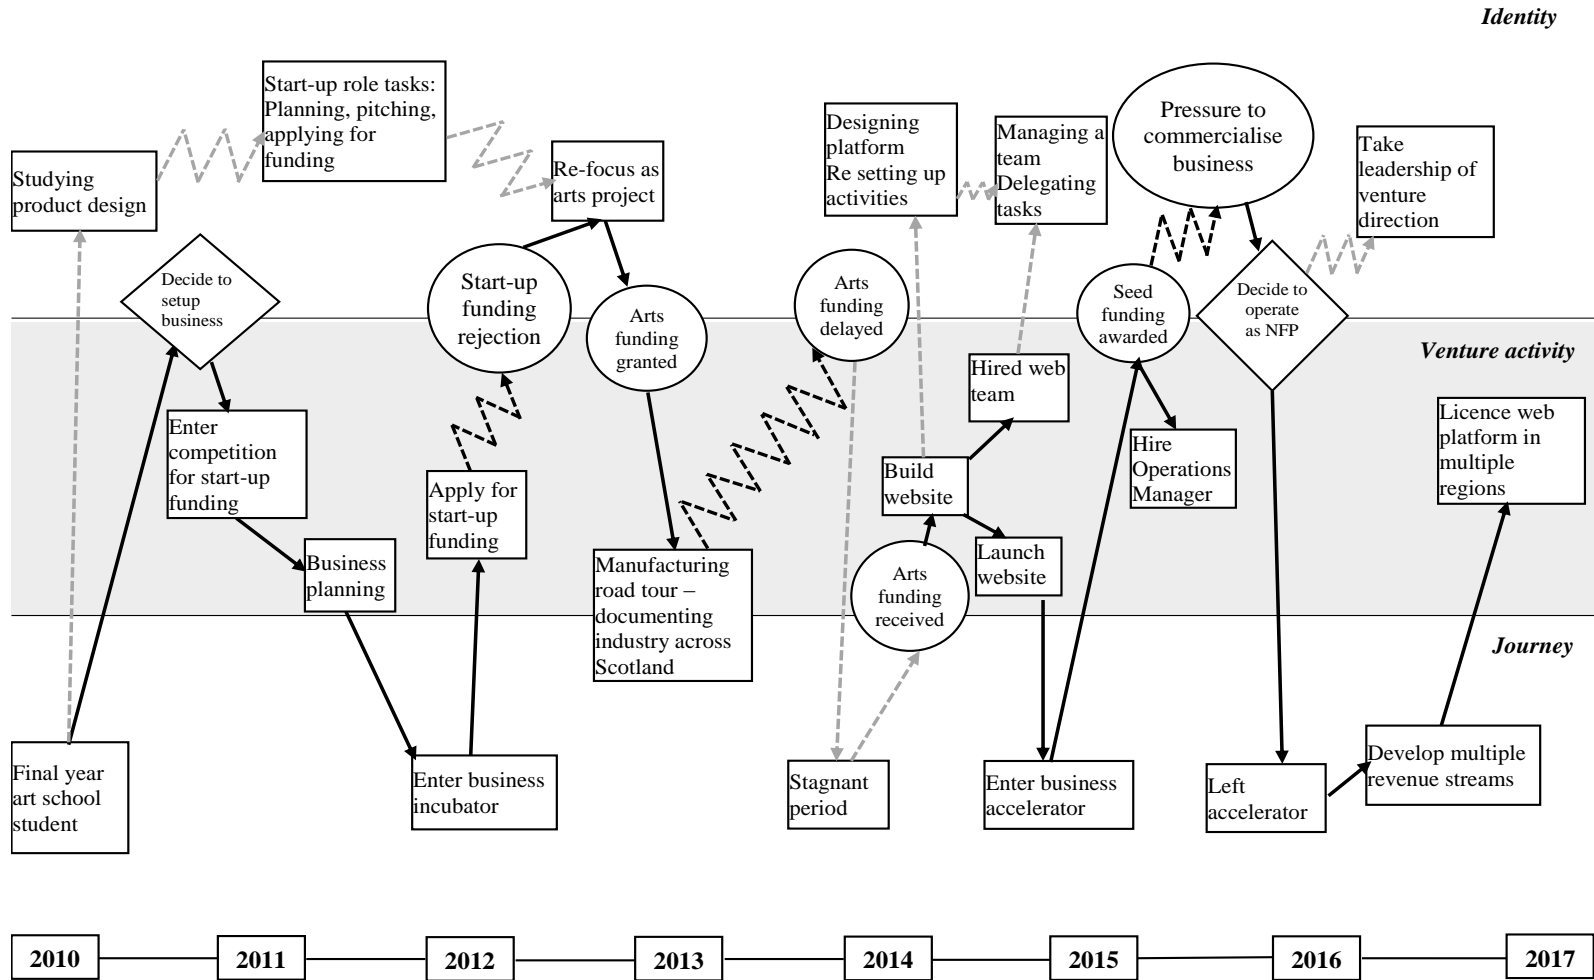 Identity
Start-up role tasks:
Planning, pitching,
applying for
funding
Studying
product design
Re-focus as
arts project
Designing
platform
Re setting up
activities
Managing a
team
Delegating
tasks
Pressure to
commercialise
business
Take
leadership of
venture
direction
Decide to
setup
business
Start-up
funding
rejection
Arts
funding
granted
Arts
funding
delayed
Seed
funding
awarded
Decide to
operate
as NFP
Venture activity
Enter
competition
for start-up
funding
Business
planning
Apply for
start-up
funding
Manufacturing
road tour –
documenting
industry across
Scotland
Hired web
team
Build
website
Launch
website
Arts
funding
received
Hire
Operations
Manager
Licence web
platform in
multiple
regions
Journey
Final year
art school
student
Enter business
incubator
Stagnant
period
Enter business
accelerator
Left
accelerator
Develop multiple
revenue streams
2010
2011
2012
2013
2014
2015
2016
2017